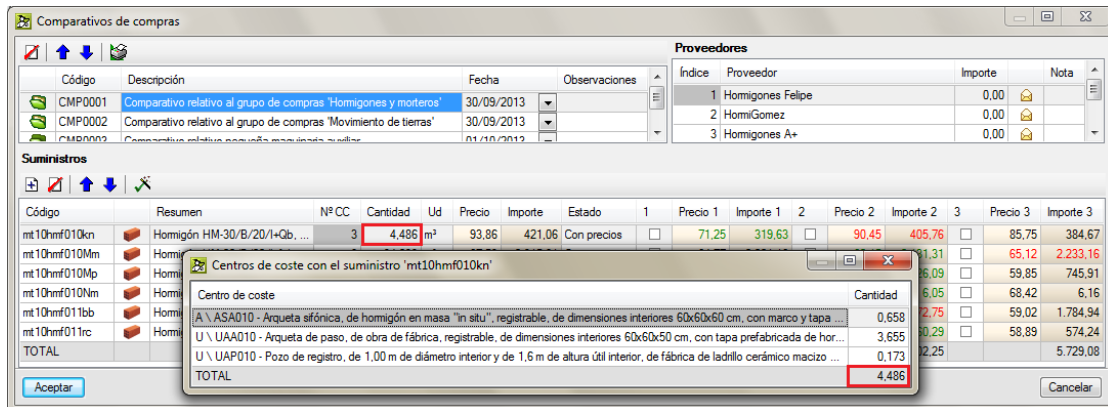 Comparativos de compras
Código Descripción Fecha Observaciones
CMP0001 Comparativo relativo al grupo de compras 'Hormigones y morteros' 30/09/2013
CMP0002 Comparativo relativo al grupo de compras 'Movimiento de tierras' 30/09/2013
Proveedores
Índice Proveedor Importe Nota
1 Hormigones Felipe 0,00
2 HormiGomez 0,00
3 Hormigones A+ 0,00
Suministros
Código Resumen Nº CC Cantidad Ud Precio Importe Estado 1 Precio 1 Importe 1 2 Precio 2 Importe 2 3 Precio 3 Importe 3
mt10hmf010kn Hormigón HM-30/B/20/I+Qb, ... 3 4,486 m³ 93,86 421,06 Con precios 71,25 319,63 90,45 405,76 85,75 384,67
mt10hmf010Mm 65,12 2.233,16
mt10hmf010Mp 59,85 745,91
mt10hmf010Nm 68,42 6,16
mt10hmf011bb 59,02 1.784,94
mt10hmf011rc 58,89 574,24
TOTAL 5.729,08
Centros de coste con el suministro 'mt10hmf010kn'
Centro de coste Cantidad
A \ ASA010 - Arqueta sifónica, de hormigón en masa "in situ", registrable, de dimensiones interiores 60x60x60 cm, con marco y tapa ... 0,658
U \ UAA010 - Arqueta de paso, de obra de fábrica, registrable, de dimensiones interiores 60x60x50 cm, con tapa prefabricada de hor... 3,655
U \ UAP010 - Pozo de registro, de 1,00 m de diámetro interior y de 1,6 m de altura útil interior, de fábrica de ladrillo cerámico macizo ... 0,173
TOTAL 4,486
Aceptar Cancelar